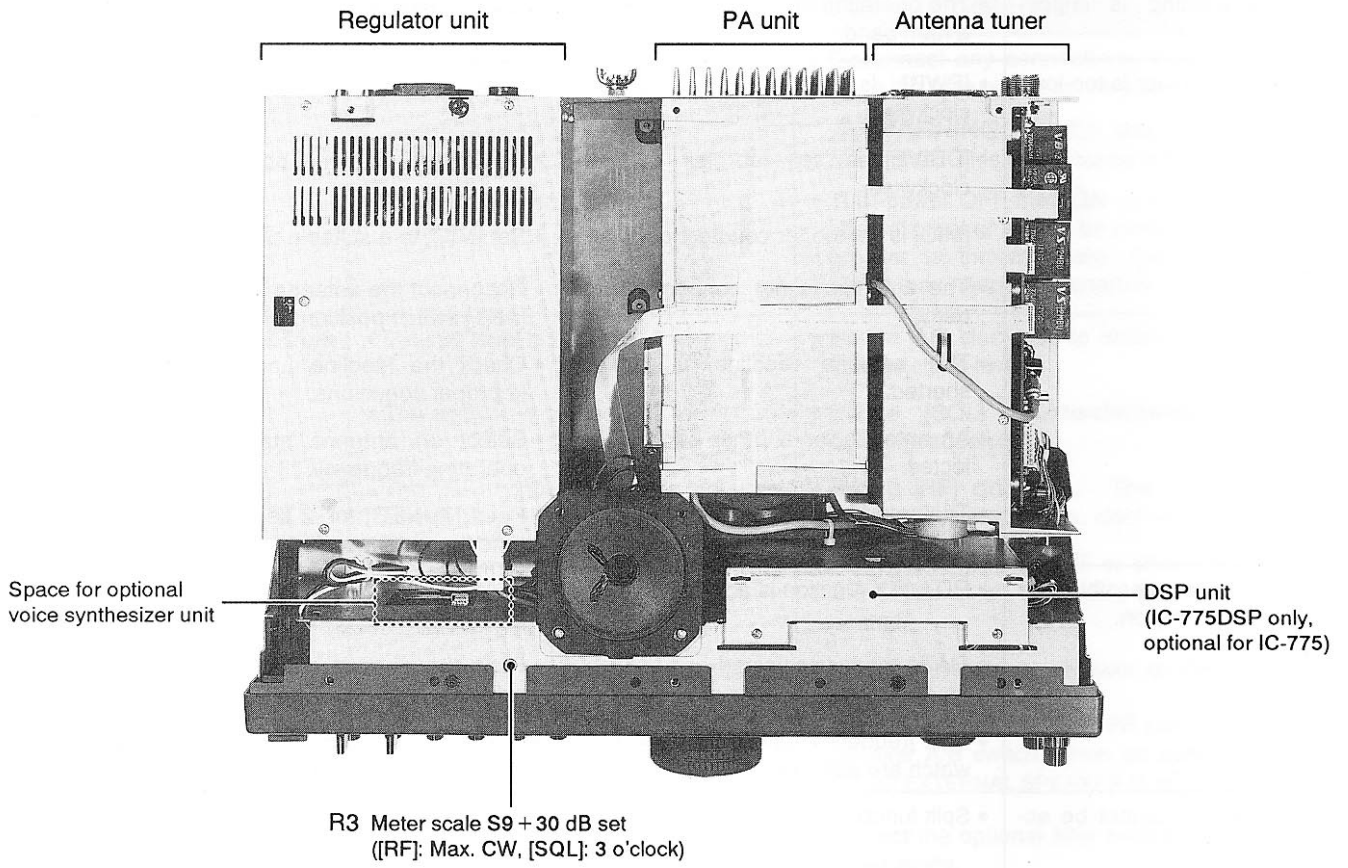 Regulator unit
PA unit
Antenna tuner
Space for optional
voice synthesizer unit
DSP unit
(IC-775DSP only,
optional for IC-775)
R3 Meter scale S9 +30 dB set
([RF]: Max. CW, [SQL]: 3 o'clock)